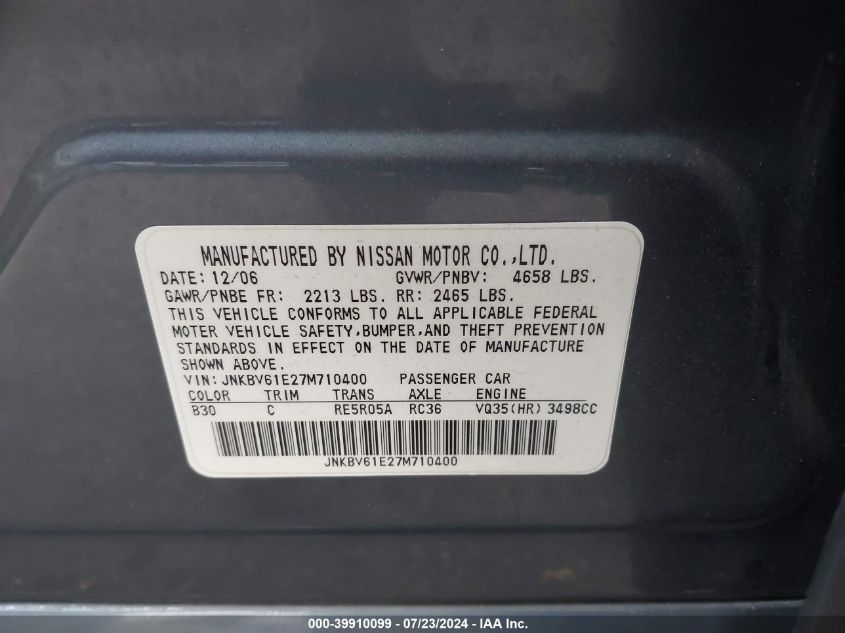 MANUFACTURED BY NISSAN MOTOR CO.,LTD.
DATE: 12/06 GVWR/PNBV: 4658 LBS.
GAWR/PNBE FR: 2213 LBS. RR: 2465 LBS.
THIS VEHICLE CONFORMS TO ALL APPLICABLE FEDERAL
MOTER VEHICLE SAFETY,BUMPER,AND THEFT PREVENTION
STANDARDS IN EFFECT ON THE DATE OF MANUFACTURE
SHOWN ABOVE.
VIN: JNKBV61E27M710400 PASSENGER CAR
COLOR TRIM TRANS AXLE ENGINE
B30 C RE5R05A RC36 VQ35(HR) 3498CC
JNKBV61E27M710400
000-39910099 - 07/23/2024 - IAA Inc.